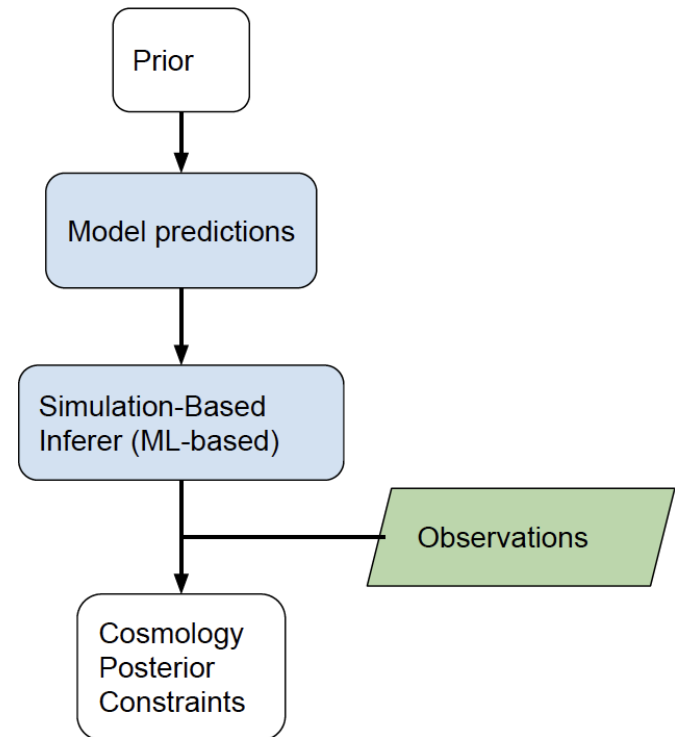 Prior
Model predictions
Simulation-Based
Inferer (ML-based)
Observations
Cosmology
Posterior
Constraints